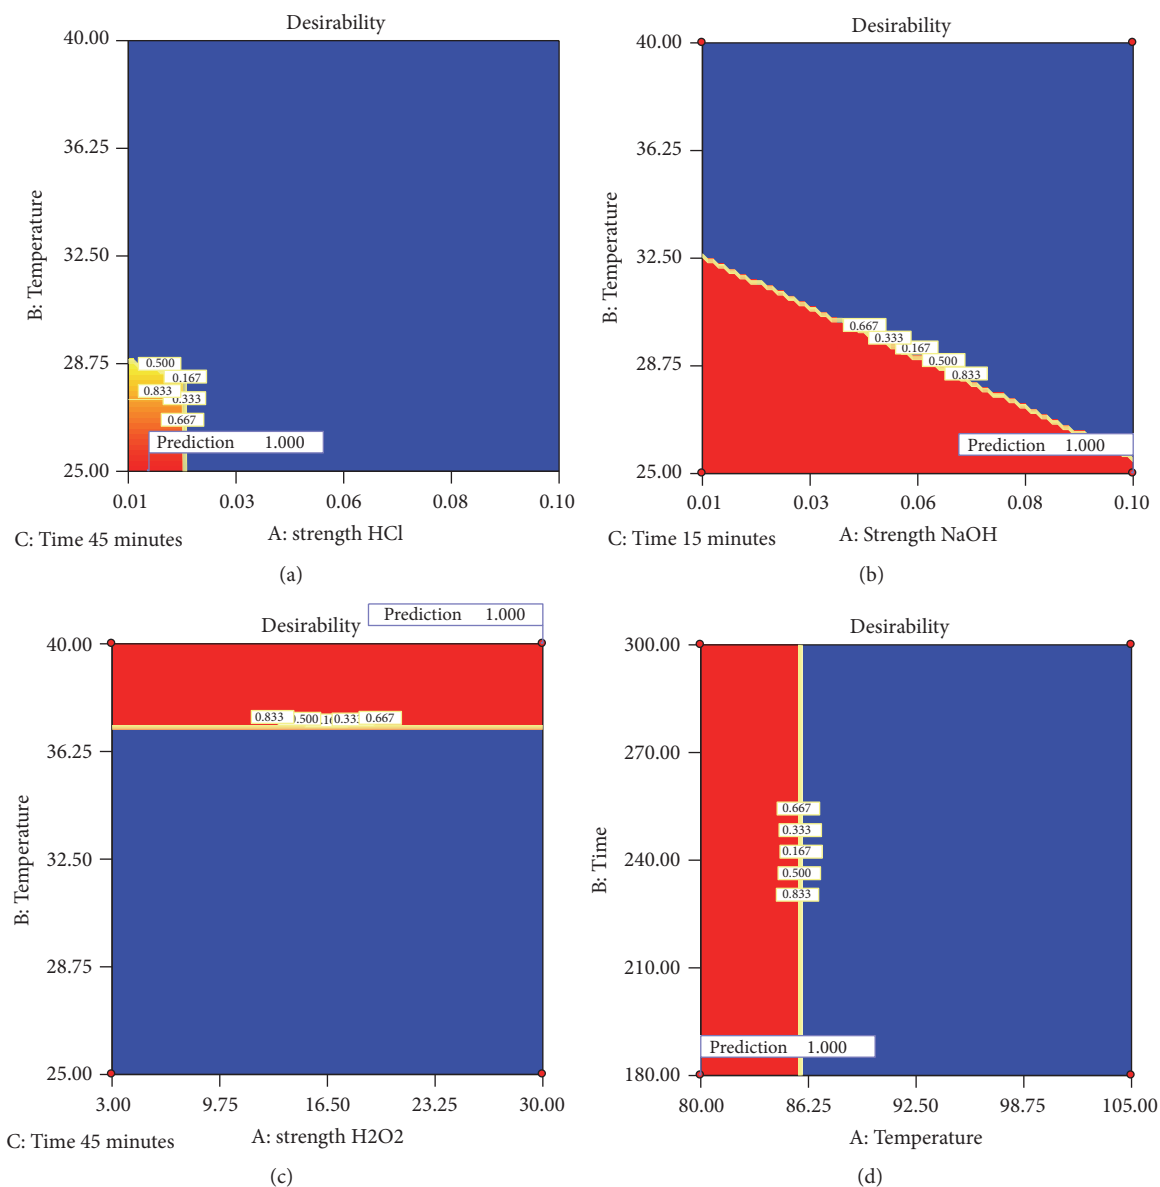 Desirability
40.00
36.25
32.50
28.75
25.00
B: Temperature
0.500
0.167
0.833
0.333
0.667
Prediction 1.000
0.01 0.03 0.06 0.08 0.10
C: Time 45 minutes
A: strength HCl
(a)
Desirability
40.00
36.25
32.50
28.75
25.00
B: Temperature
0.667
0.333
0.167
0.500
0.833
Prediction 1.000
0.01 0.03 0.06 0.08 0.10
C: Time 15 minutes
A: Strength NaOH
(b)
Prediction 1.000
Desirability
40.00
36.25
32.50
28.75
25.00
B: Temperature
0.833 .500 .16 0.33 0.667
3.00 9.75 16.50 23.25 30.00
C: Time 45 minutes
A: strength H2O2
(c)
Desirability
300.00
270.00
240.00
210.00
180.00
B: Time
0.667
0.333
0.167
0.500
0.833
Prediction 1.000
80.00 86.25 92.50 98.75 105.00
A: Temperature
(d)